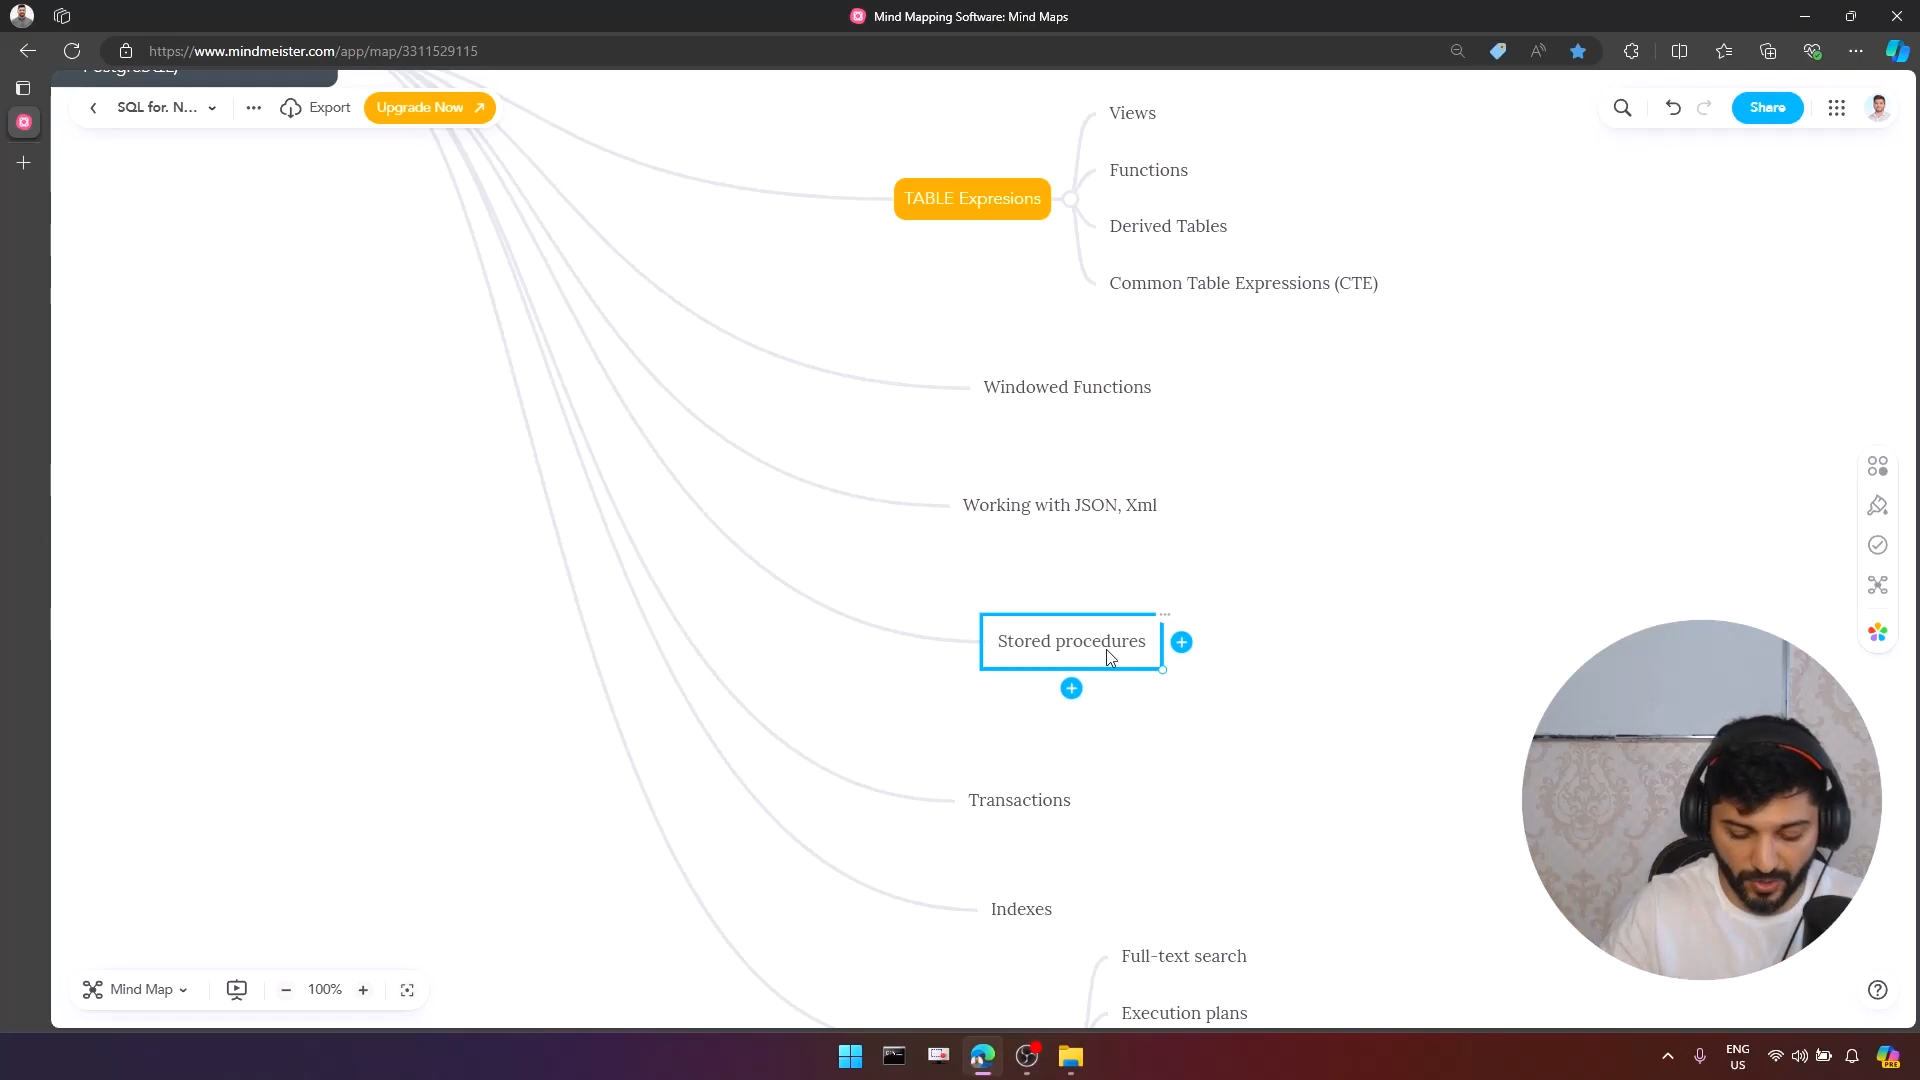 Mind Mapping Software: Mind Maps
https://www.mindmeister.com/app/map/3311529115
SQL for. N...
Export
Upgrade Now
Share
Views
Functions
TABLE Expresions
Derived Tables
Common Table Expressions (CTE)
Windowed Functions
Working with JSON, Xml
Stored procedures
Transactions
Indexes
Full-text search
Execution plans
Mind Map
100%
ENG
US
PRE